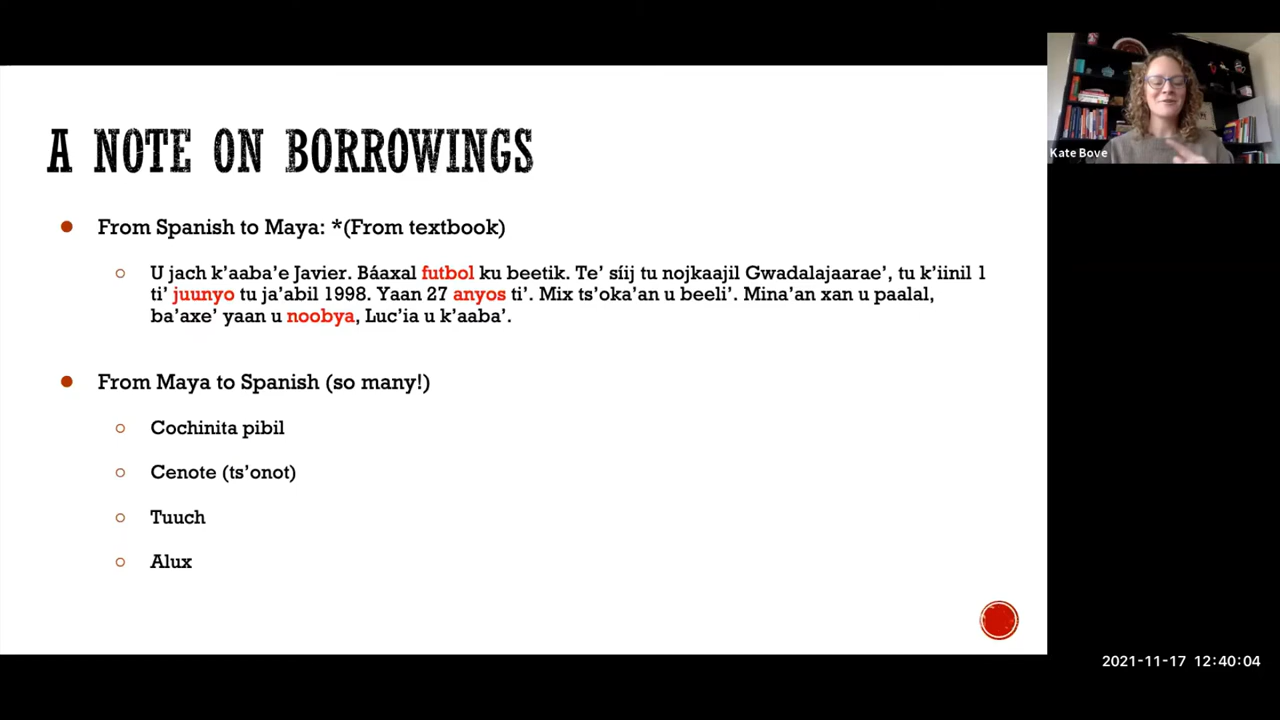 A NOTE ON BORROWINGS
From Spanish to Maya: *(From textbook)
U jach k’aaba’e Javier. Báaxal futbol ku beetik. Te’ síij tu nojkaajil Gwadalajaarae’, tu k’iinil 1
ti’ juunyo tu ja’abil 1998. Yaan 27 anyos ti’. Mix ts’oka’an u beeli’. Mina’an xan u paalal,
ba’axe’ yaan u noobya, Luc’ia u k’aaba’.
From Maya to Spanish (so many!)
Cochinita pibil
Cenote (ts’onot)
Tuuch
Alux
Kate Bove
2021-11-17 12:40:04